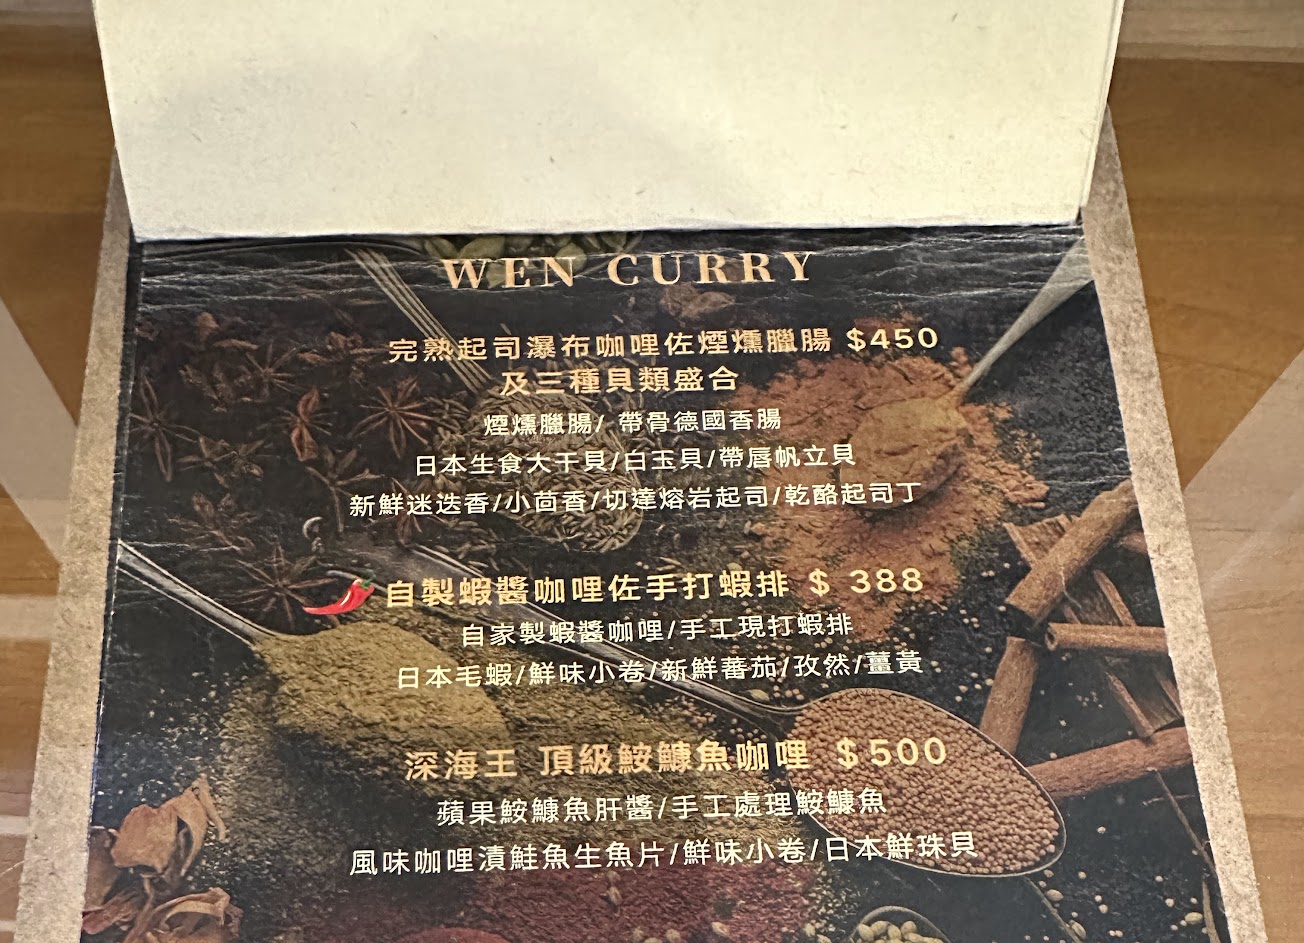 WEN CURRY
完熟起司瀑布咖哩佐煙燻臘腸 $450
及三種貝類盛合
煙燻臘腸/ 帶骨德國香腸
日本生食大干貝/白玉貝/帶唇帆立貝
新鮮迷迭香/小茴香/切達熔岩起司/乾酪起司丁
自製蝦醬咖哩佐手打蝦排 $ 388
自家製蝦醬咖哩/手工現打蝦排
日本毛蝦/鮮味小卷/新鮮蕃茄/孜然/薑黃
深海王 頂級鮟鱇魚咖哩 $500
蘋果鮟鱇魚肝醬/手工處理鮟鱇魚
風味咖哩漬鮭魚生魚片/鮮味小卷/日本鮮珠貝